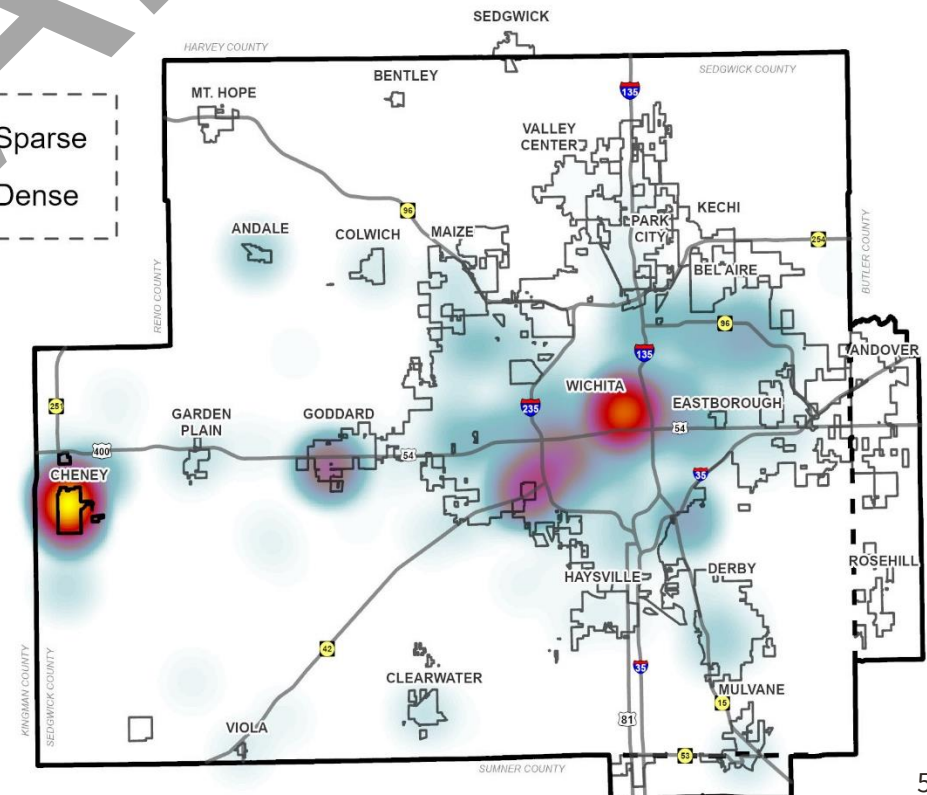 SEDGWICK
HARVEY COUNTY
SEDGWICK COUNTY
BENTLEY
MT. HOPE
135
Sparse
Dense
VALLEY
CENTER
96
ANDALE
COLWICH
MAIZE
PARK
CITY
KECHI
254
BEL AIRE
RENO COUNTY
BUTLER COUNTY
96
135
ANDOVER
WICHITA
235
EASTBOROUGH
251
GARDEN
PLAIN
GODDARD
54
400
54
CHENEY
35
HAYSVILLE
DERBY
ROSEHILL
42
KINGMAN COUNTY
SEDGWICK COUNTY
35
CLEARWATER
MULVANE
15
81
VIOLA
53
SUMNER COUNTY
5